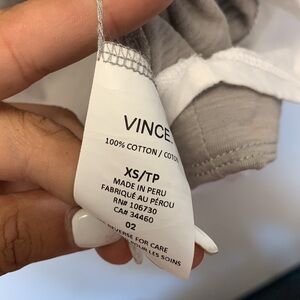 VINCE.
100% COTTON / COTON
XS/TP
MADE IN PERU
FABRIQUÉ AU PÉROU
RN# 106730
CA# 34460
02
REVERSE FOR CARE
LES SOINS